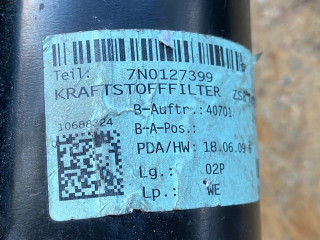 Teil: 7N0127399
KRAFTSTOFFFILTER
B-Auftr.: 40701
10688324
B-A-Pos.:
PDA/HW: 18.06.09
Lg.: 02P
Lp.: WE